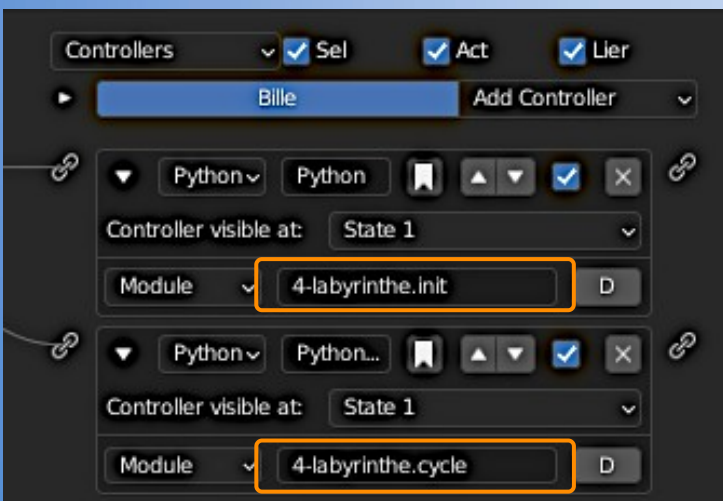 Controllers Sel Act Lier
Bille Add Controller
Python Python
Controller visible at: State 1
Module 4-labyrinthe.init D
Python Python...
Controller visible at: State 1
Module 4-labyrinthe.cycle D